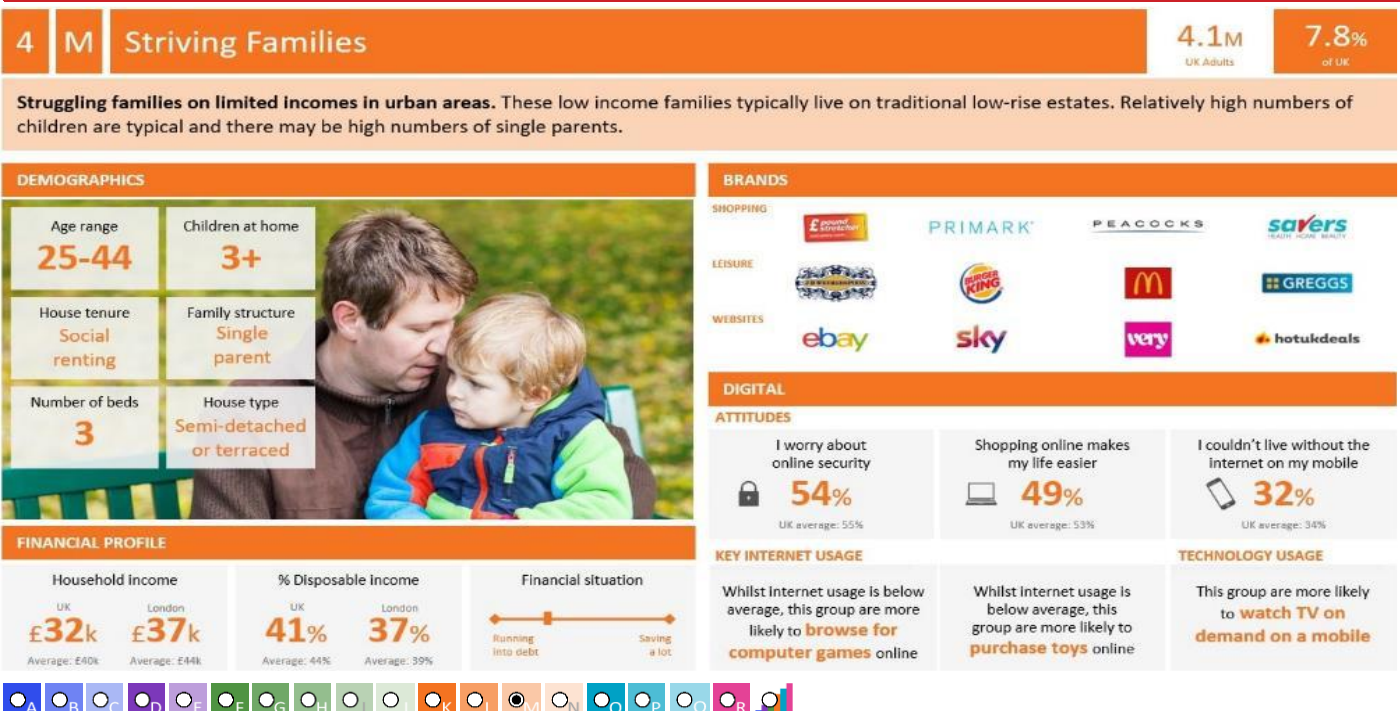 4 M Striving Families
4.1M
UK Adults
7.8%
of UK
Struggling families on limited incomes in urban areas. These low income families typically live on traditional low-rise estates. Relatively high numbers of
children are typical and there may be high numbers of single parents.
DEMOGRAPHICS
Age range
25-44
Children at home
3+
House tenure
Social
renting
Family structure
Single
parent
Number of beds
3
House type
Semi-detached
or terraced
FINANCIAL PROFILE
Household income
UK London
£32k £37k
Average: £40k Average: £44k
% Disposable income
UK London
41% 37%
Average: 44% Average: 39%
Financial situation
Running
into debt
Saving
a lot
BRANDS
SHOPPING
£ pound
stretcher
PRIMARK
PEACOCKS
savers
HEALTH HOME BEAUTY
LEISURE
BURGER
KING
GREGGS
WEBSITES
ebay
sky
very
hotukdeals
DIGITAL
ATTITUDES
I worry about
online security
54%
UK average: 55%
Shopping online makes
my life easier
49%
UK average: 53%
I couldn't live without the
internet on my mobile
32%
UK average: 34%
KEY INTERNET USAGE
Whilst internet usage is below
average, this group are more
likely to browse for
computer games online
Whilst internet usage is
below average, this
group are more likely to
purchase toys online
TECHNOLOGY USAGE
This group are more likely
to watch TV on
demand on a mobile
A B C D E F G H I J K L M N O P Q R